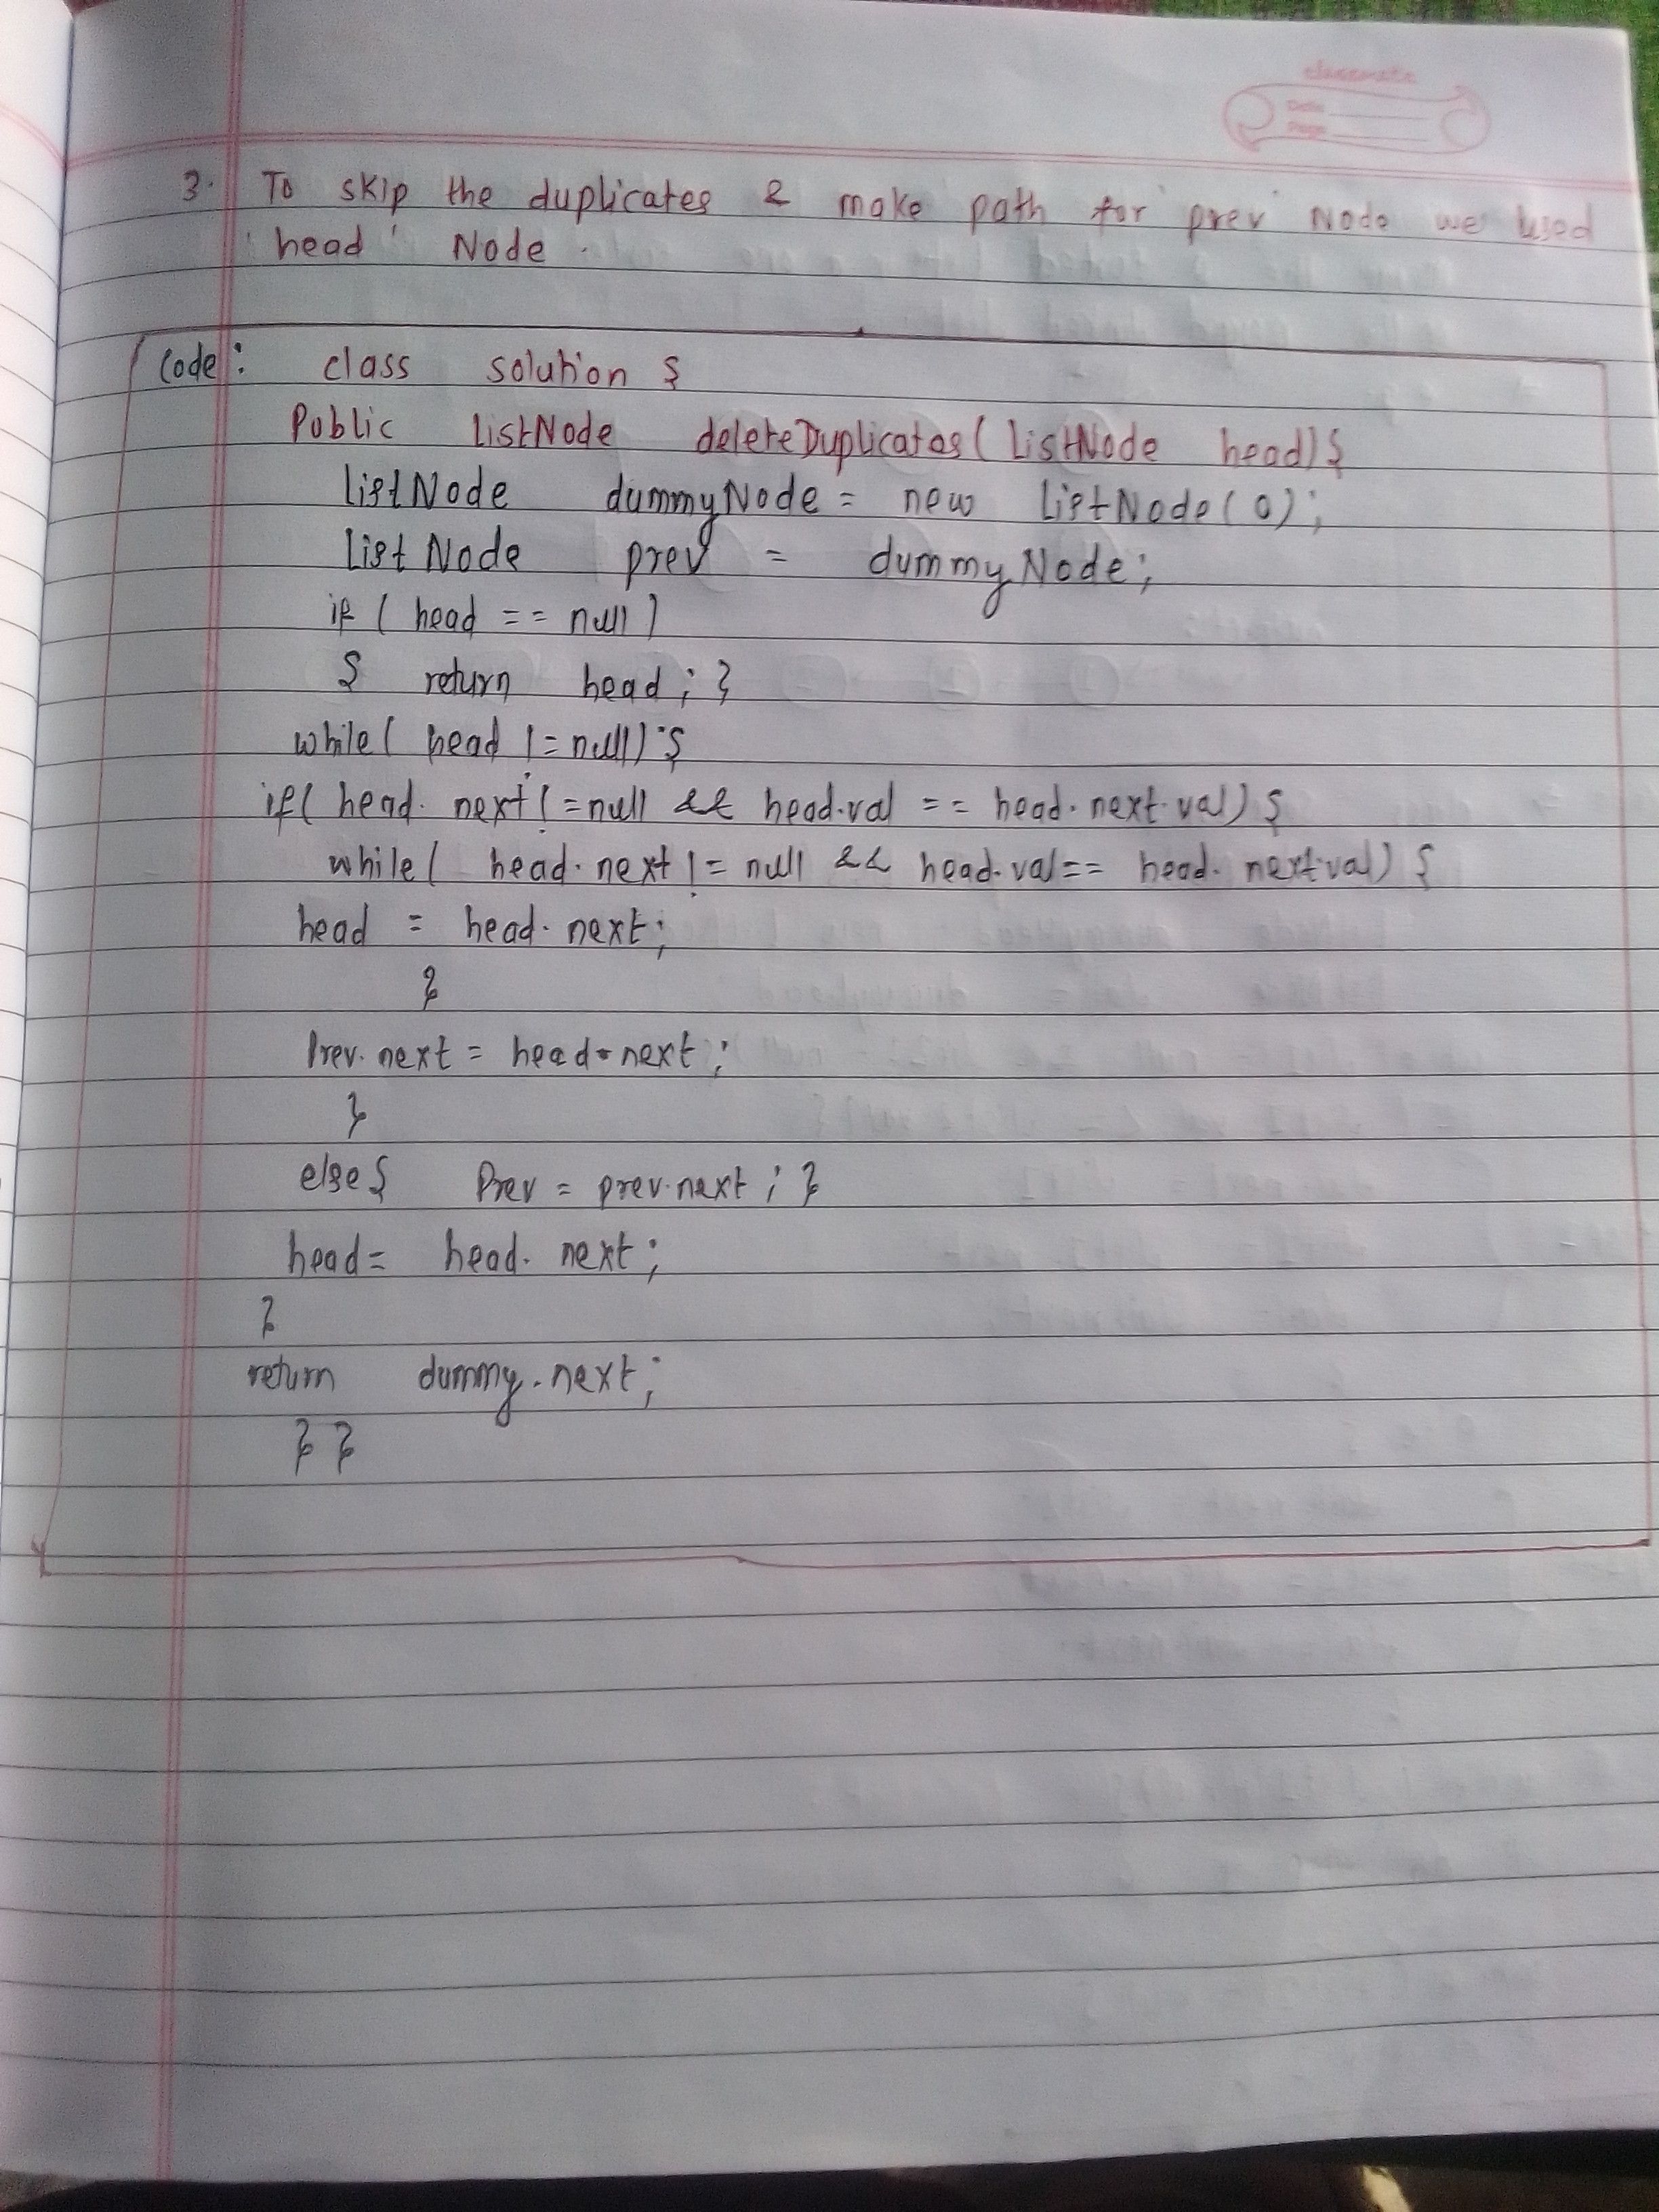 classmate
Date
Page
3. To skip the duplicates & make path for prev Node we used
'head' Node.
Code: class solution {
Public ListNode deleteDuplicates(ListNode head){
ListNode dummyNode = new ListNode(0);
List Node prev = dummyNode;
if ( head == null )
{ return head; }
while( head != null) {
if( head. next != null && head.val == head.next.val) {
while( head.next != null && head.val == head.next.val) {
head = head.next;
}
Prev.next = head.next;
}
else { Prev = prev.next; }
head = head. next;
}
return dummy.next;
} }